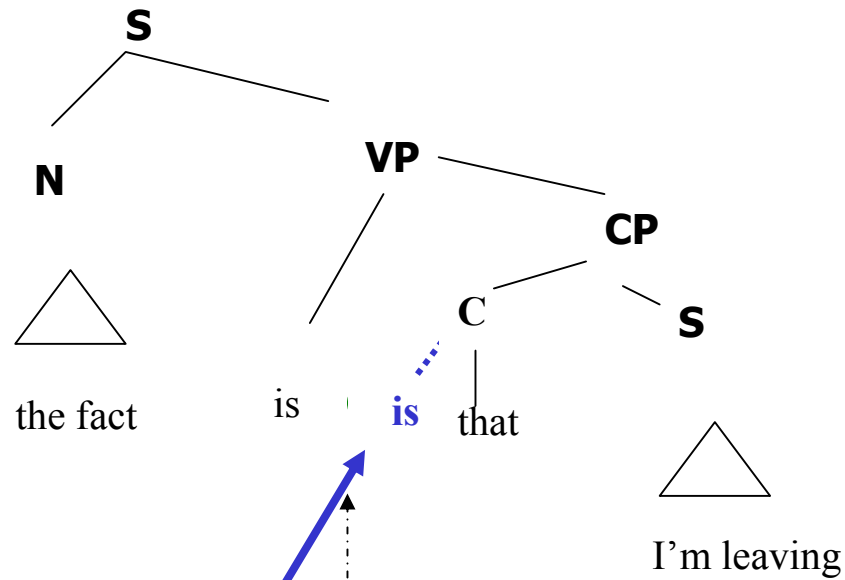 S
N
VP
CP
C
S
the fact
is
is
that
I'm leaving